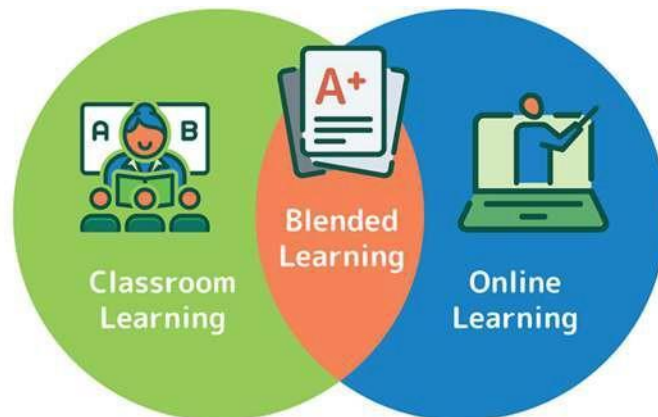 A B
A+
Blended
Learning
Classroom
Learning
Online
Learning